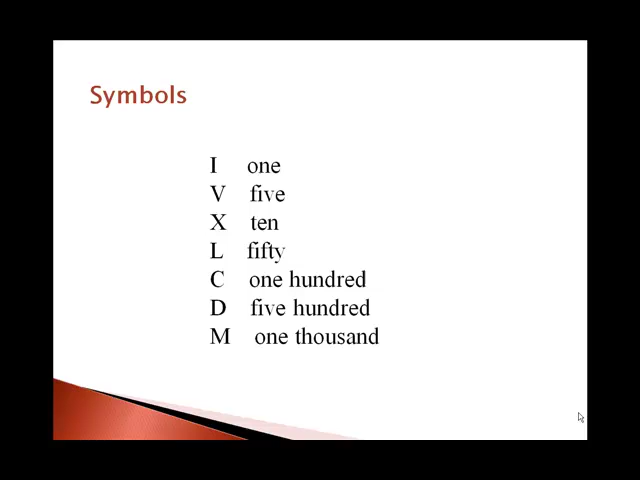 Symbols
I one
V five
X ten
L fifty
C one hundred
D five hundred
M one thousand